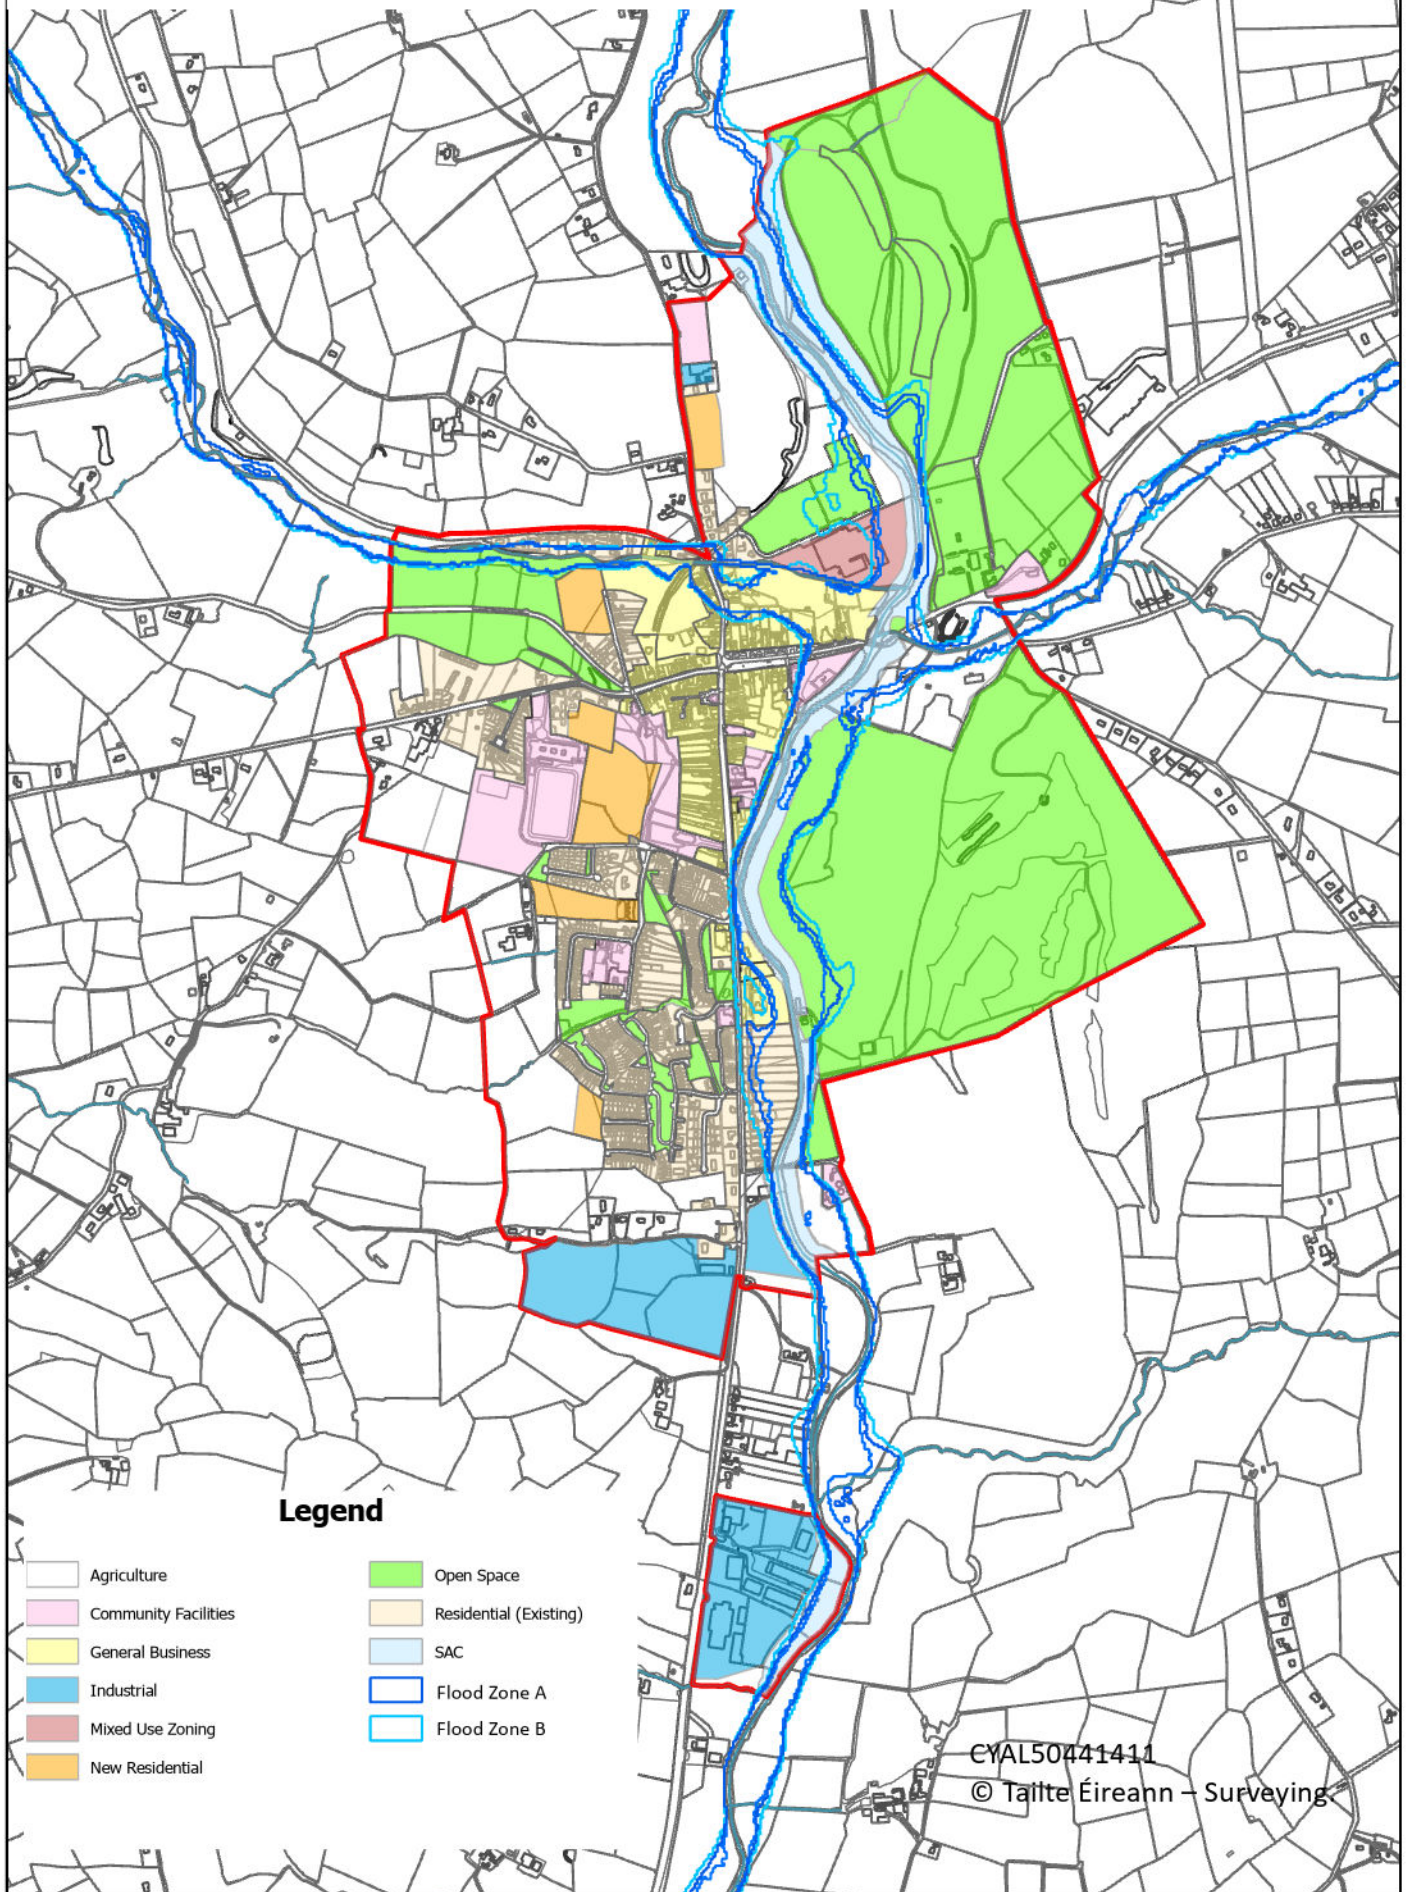 Legend
Agriculture
Community Facilities
General Business
Industrial
Mixed Use Zoning
New Residential
Open Space
Residential (Existing)
SAC
Flood Zone A
Flood Zone B
CYAL50441411
© Tailte Éireann – Surveying.